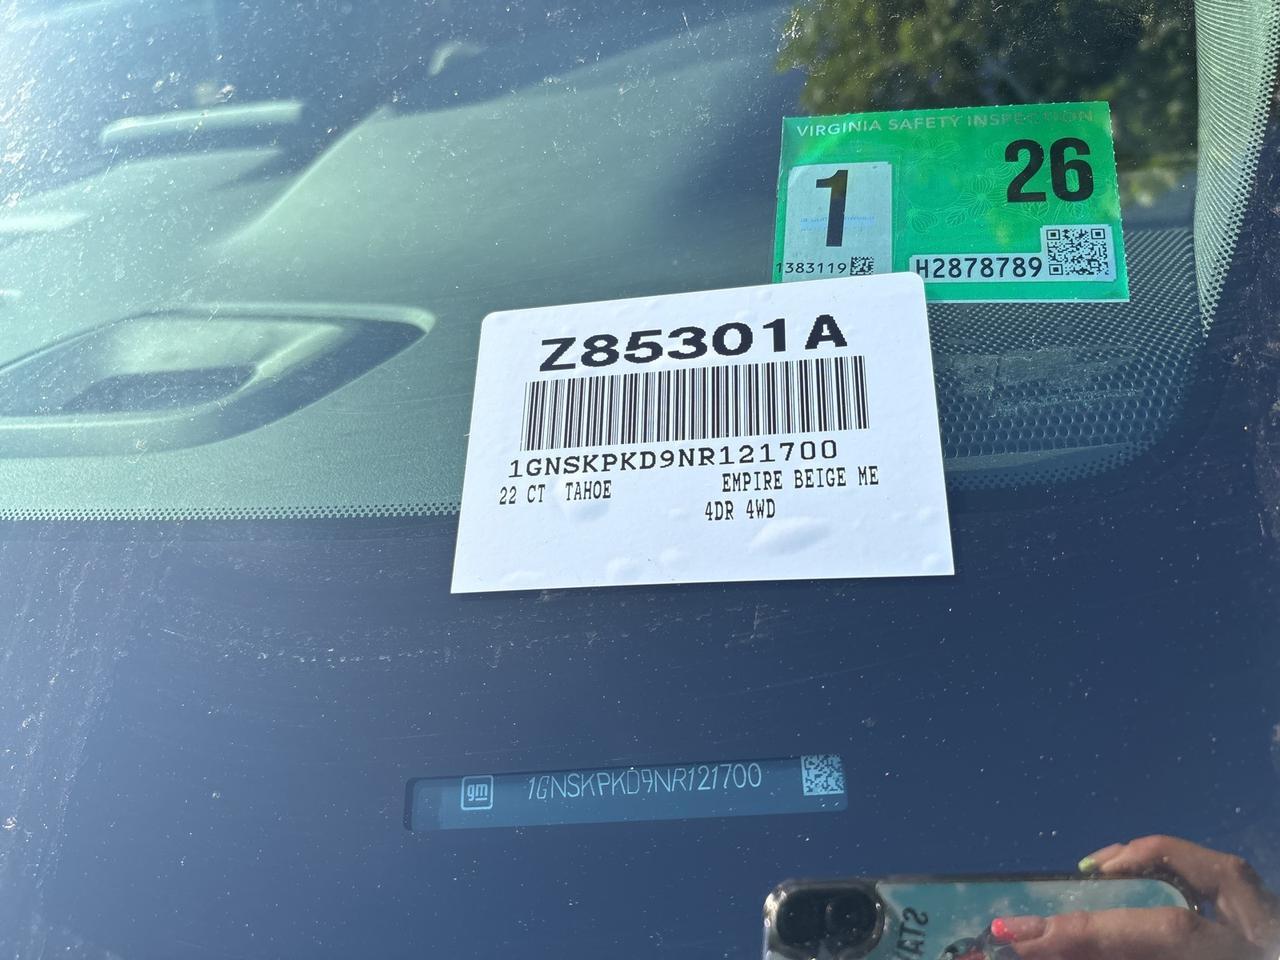 VIRGINIA SAFETY INSPECTION
1 26
1383119 H2878789
Z85301A
1GNSKPKD9NR121700
22 CT TAHOE EMPIRE BEIGE ME
4DR 4WD
gm 1GNSKPKD9NR121700